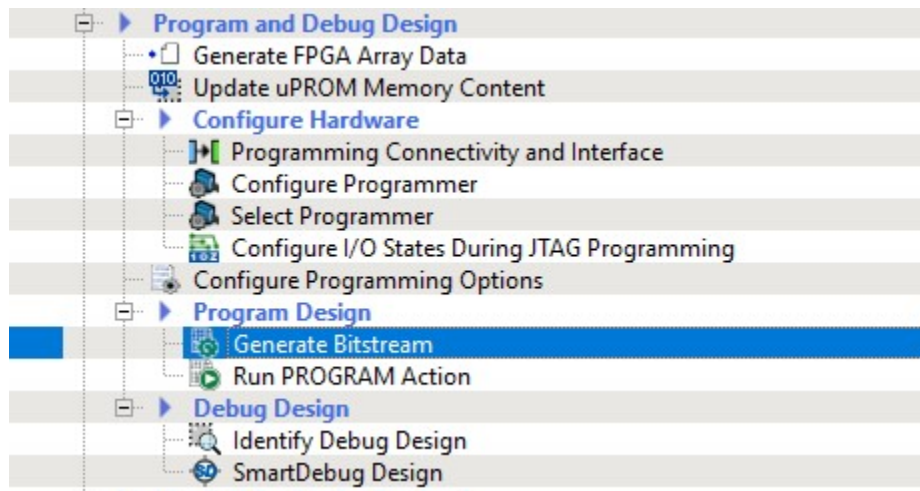 Program and Debug Design
Generate FPGA Array Data
010
Update uPROM Memory Content
Configure Hardware
Programming Connectivity and Interface
Configure Programmer
Select Programmer
Configure I/O States During JTAG Programming
Configure Programming Options
Program Design
Generate Bitstream
Run PROGRAM Action
Debug Design
Identify Debug Design
SD
SmartDebug Design